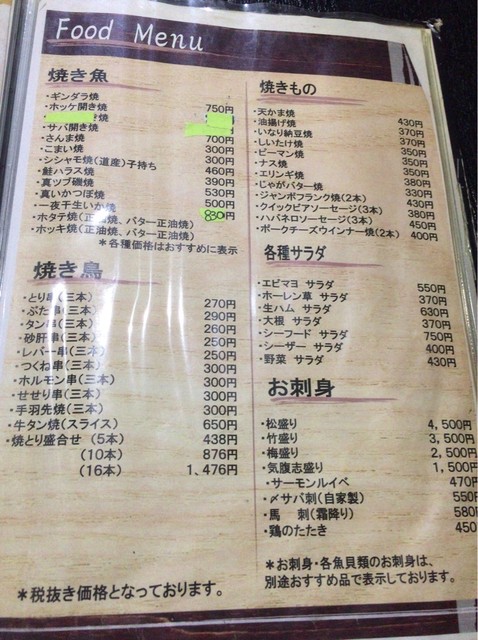 Food Menu
焼き魚
・ギンダラ焼
・ホッケ開き焼 750円
き焼
・サバ開き焼
・さんま焼 700円
・こまい焼 300円
・シシャモ焼(道産)子持ち 300円
・鮭ハラス焼 460円
・真ツブ磯焼 390円
・真いかつぽ焼 530円
・一夜干生いか焼 500円
・ホタテ焼(正油焼、バター正油焼) 830円
・ホッキ焼(正油焼、バター正油焼)
＊各種価格はおすすめに表示
焼き鳥
・とり串(三本) 270円
・ぶた串(三本) 290円
・タン串(三本) 260円
・砂肝串(三本) 250円
・レバー串(三本) 250円
・つくね串(三本) 300円
・ホルモン串(三本) 300円
・せせり串(三本) 300円
・手羽先焼(三本) 300円
・牛タン焼(スライス) 650円
・焼とり盛合せ (5本) 438円
(10本) 876円
(16本) 1,476円
＊税抜き価格となっております。
焼きもの
・天かま焼 430円
・油揚げ焼 370円
・いなり納豆焼 370円
・しいたけ焼 350円
・ピーマン焼 350円
・ナス焼 350円
・エリンギ焼 350円
・じゃがバター焼 380円
・ジャンボフランク焼(2本) 330円
・クイックビアソーセージ(3本) 380円
・ハバネロソーセージ(3本) 450円
・ポークチーズウインナー焼(2本) 400円
各種サラダ
・エビマヨ サラダ 550円
・ホーレン草 サラダ 370円
・生ハム サラダ 630円
・大根 サラダ 370円
・シーフード サラダ 750円
・シーザー サラダ 400円
・野菜 サラダ 430円
お刺身
・松盛り 4,500円
・竹盛り 3,500円
・梅盛り 2,500円
・気腹志盛り 1,500円
・サーモンルイベ 470円
・〆サバ刺(自家製) 550円
・馬 刺(霜降り) 580円
・鶏のたたき 450
＊お刺身・各魚貝類のお刺身は、
別途おすすめ品で表示しております。